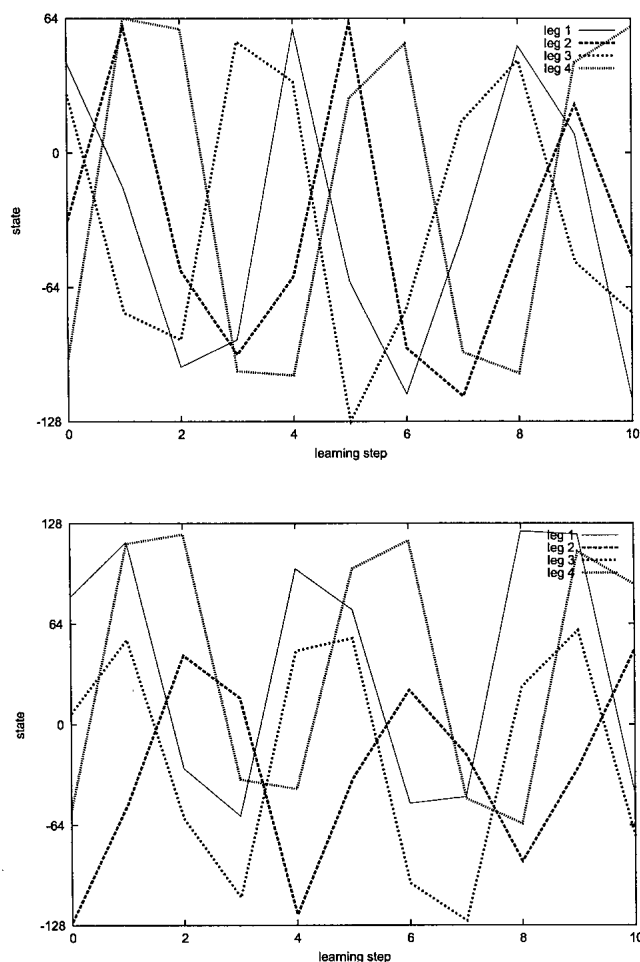 64
0
-64
-128
state
leg 1
leg 2
leg 3
leg 4
0 2 4 6 8 10
learning step
128
64
0
-64
-128
state
leg 1
leg 2
leg 3
leg 4
0 2 4 6 8 10
learning step